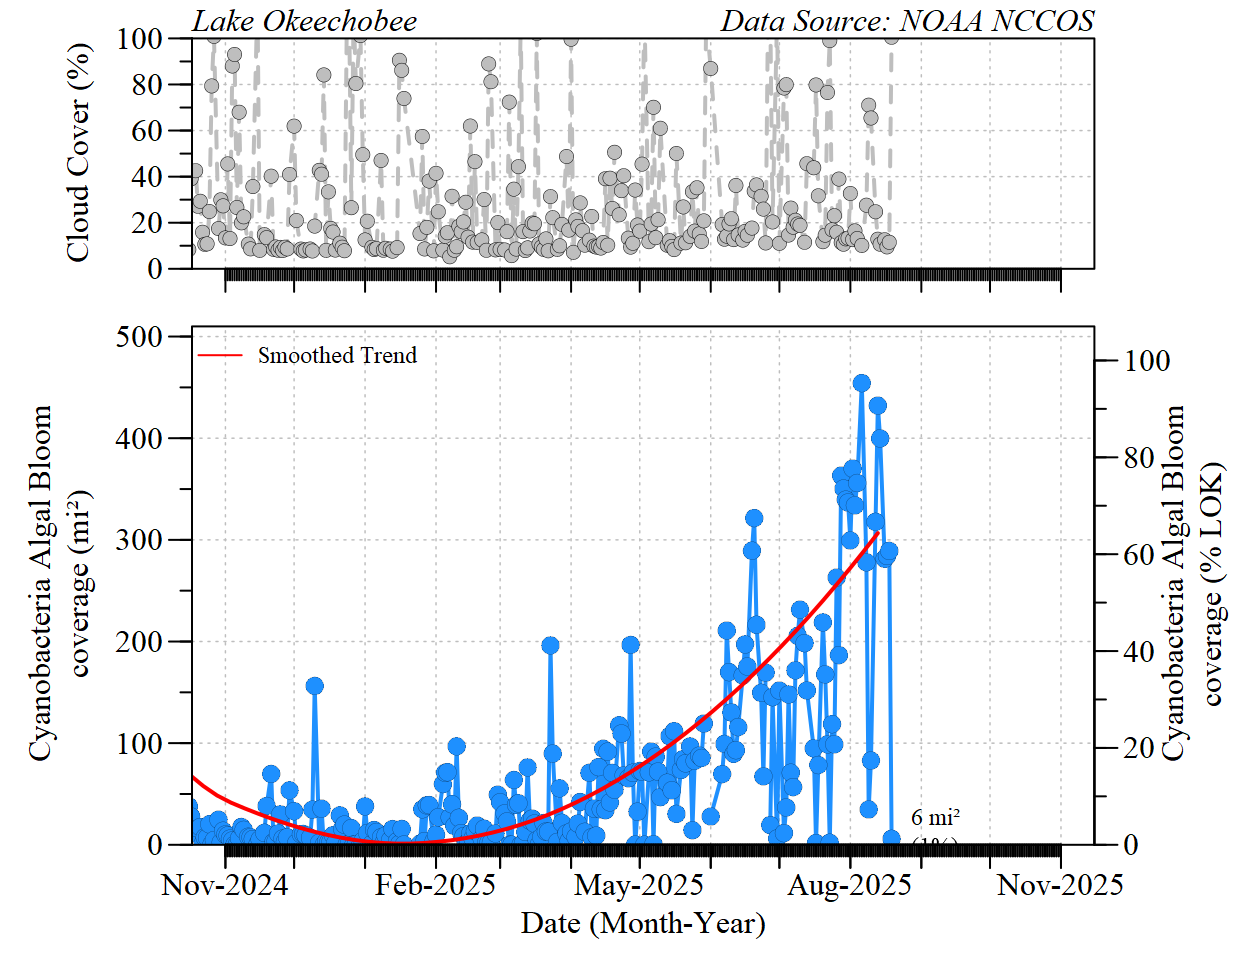 Lake Okeechobee
Data Source: NOAA NCCOS
Cloud Cover (%)
100
80
60
40
20
0
Smoothed Trend
Cyanobacteria Algal Bloom
coverage (mi²)
500
400
300
200
100
0
100
80
60
40
20
0
Cyanobacteria Algal Bloom
coverage (% LOK)
6 mi²
(1%)
Nov-2024
Feb-2025
May-2025
Aug-2025
Nov-2025
Date (Month-Year)